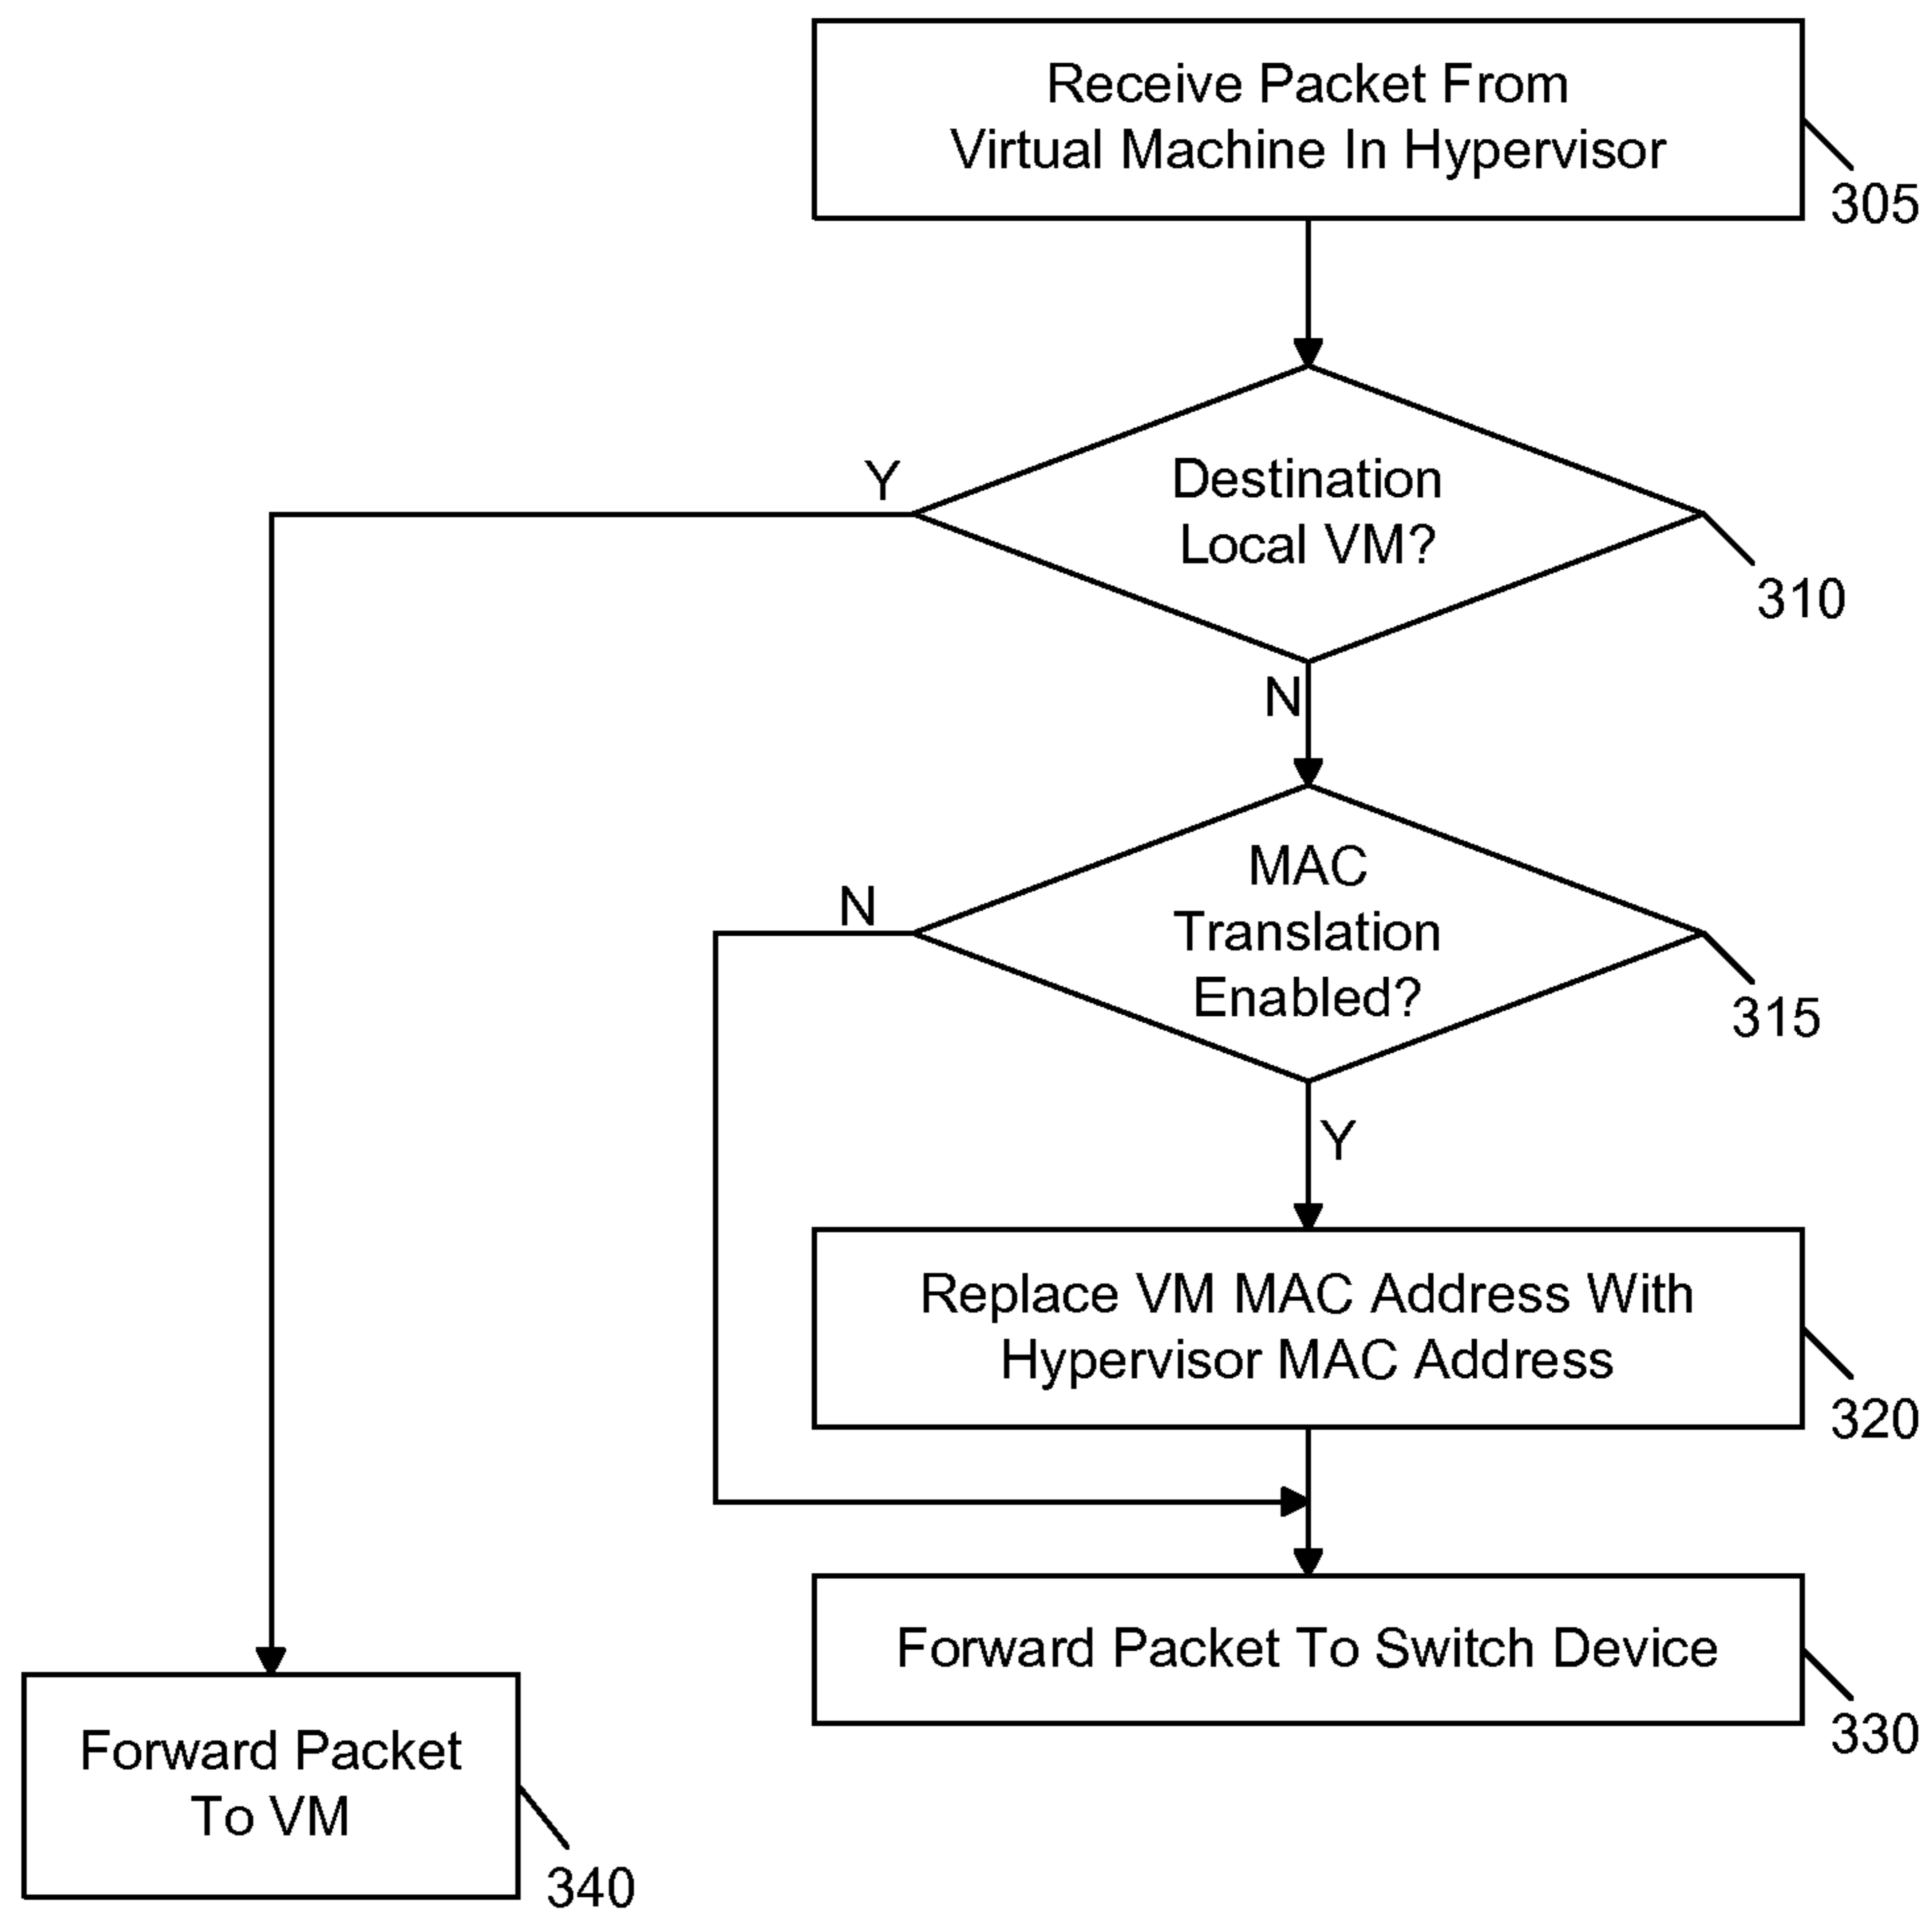 Receive Packet From
Virtual Machine In Hypervisor
305
Y
Destination
Local VM?
310
N
N
MAC
Translation
Enabled?
315
Y
Replace VM MAC Address With
Hypervisor MAC Address
320
Forward Packet To Switch Device
330
Forward Packet
To VM
340